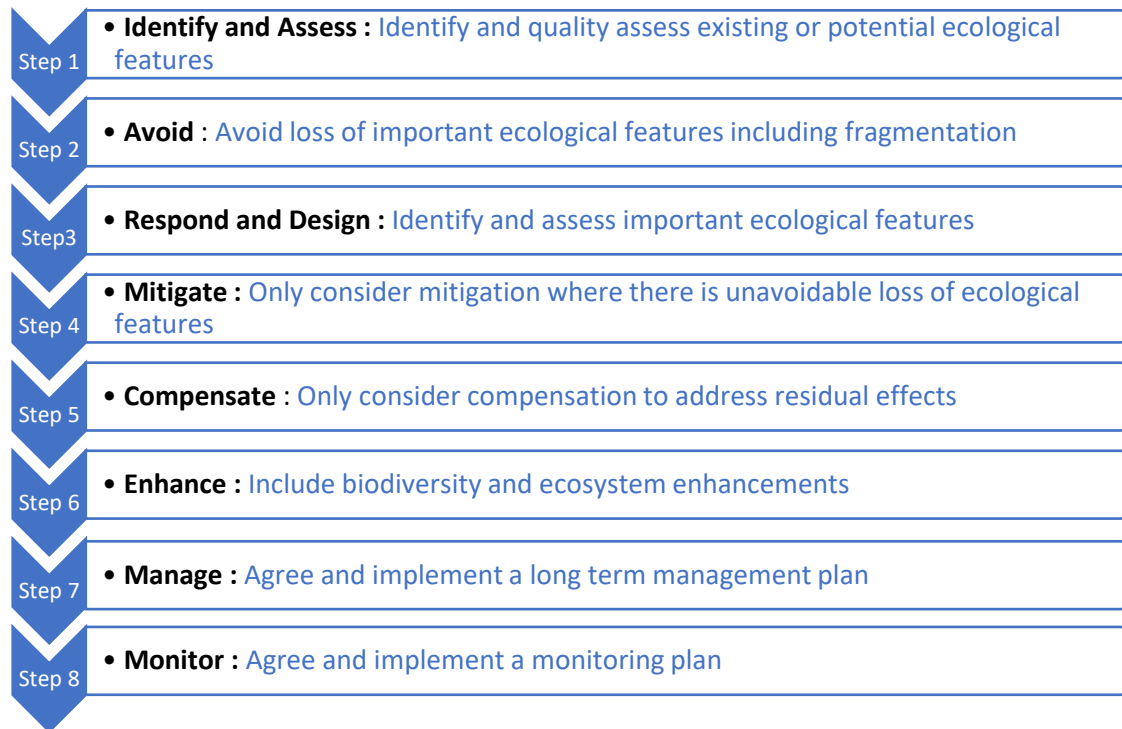 Step 1
• Identify and Assess : Identify and quality assess existing or potential ecological
features
Step 2
• Avoid : Avoid loss of important ecological features including fragmentation
Step3
• Respond and Design : Identify and assess important ecological features
Step 4
• Mitigate : Only consider mitigation where there is unavoidable loss of ecological
features
Step 5
• Compensate : Only consider compensation to address residual effects
Step 6
• Enhance : Include biodiversity and ecosystem enhancements
Step 7
• Manage : Agree and implement a long term management plan
Step 8
• Monitor : Agree and implement a monitoring plan